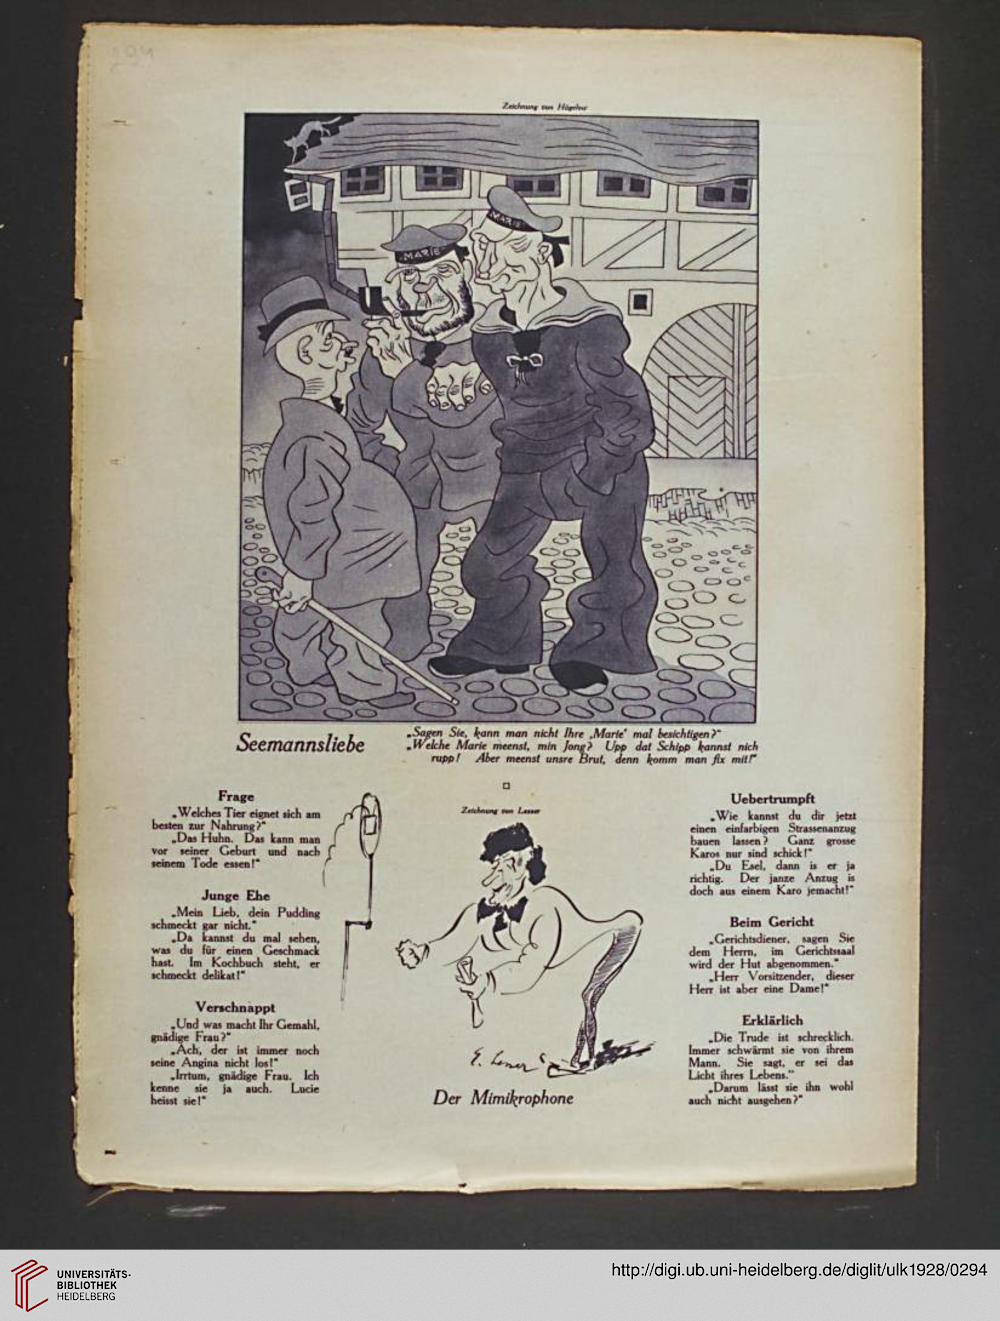 294
Zeichnung von
MARIE
MARIE
Seemannsliebe
„Sagen Sie, kann man nicht Ihre ‚Marie' mal besichtigen?"
„Welche Marie meenst, min Jong? Upp dat Schipp kannst nich
rupp! Aber meenst unsre Brut, denn komm man fix mit!"
Frage
„Welches Tier eignet sich am
besten zur Nahrung?"
„Das Huhn. Das kann man
vor seiner Geburt und nach
seinem Tode essen!"
Junge Ehe
„Mein Lieb, dein Pudding
schmeckt gar nicht."
„Da kannst du mal sehen,
was du für einen Geschmack
hast. Im Kochbuch steht, er
schmeckt delikat!"
Verschnappt
„Und was macht Ihr Gemahl,
gnädige Frau?"
„Ach, der ist immer noch
seine Angina nicht los!"
„Irrtum, gnädige Frau. Ich
kenne sie ja auch. Lucie
heisst sie!"
Zeichnung von
Der Mimikrophone
Uebertrumpft
„Wie kannst du dir jetzt
einen einfarbigen Strassenanzug
bauen lassen? Ganz grosse
Karos nur sind schick!"
„Du Esel, dann is er ja
richtig. Der janze Anzug is
doch aus einem Karo jemacht!"
Beim Gericht
„Gerichtsdiener, sagen Sie
dem Herrn, im Gerichtssaal
wird der Hut abgenommen."
„Herr Vorsitzender, dieser
Herr ist aber eine Dame!"
Erklärlich
„Die Trude ist schrecklich.
Immer schwärmt sie von ihrem
Mann. Sie sagt, er sei das
Licht ihres Lebens."
„Darum lässt sie ihn wohl
auch nicht ausgehen?"
UNIVERSITÄTS-
BIBLIOTHEK
HEIDELBERG
http://digi.ub.uni-heidelberg.de/diglit/ulk1928/0294